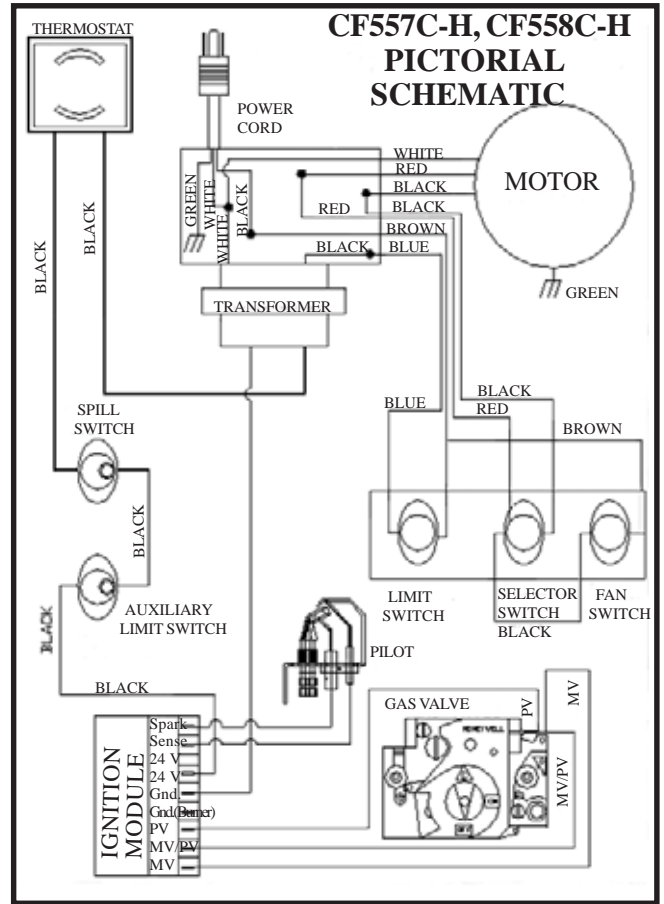 THERMOSTAT
CF557C-H, CF558C-H
PICTORIAL
SCHEMATIC
POWER
CORD
WHITE
RED
BLACK
MOTOR
GREEN
WHITE
BLACK
WHITE
RED
BLACK
BROWN
BLACK
BLUE
BLACK
BLACK
TRANSFORMER
GREEN
BLUE
BLACK
RED
BROWN
SPILL
SWITCH
BLACK
AUXILIARY
LIMIT SWITCH
BLACK
BLACK
LIMIT
SWITCH
SELECTOR
SWITCH
FAN
SWITCH
BLACK
PILOT
GAS VALVE
PV
MV
MV/PV
ON
OFF
IGNITION
MODULE
Spark
Sense
24 V
24 V
Gnd.
Gnd.(Burner)
PV
MV/PV
MV